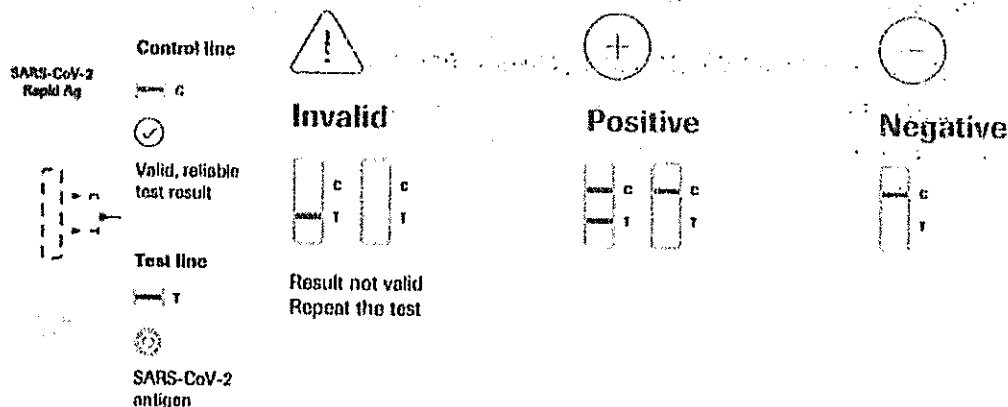 SARS-CoV-2
Rapid Ag
Control line
C
Valid, reliable
test result
Test line
T
SARS-CoV-2
antigen
!
Invalid
C
T
C
T
Result not valid
Repeat the test
+
Positive
C
T
C
T
-
Negative
C
T